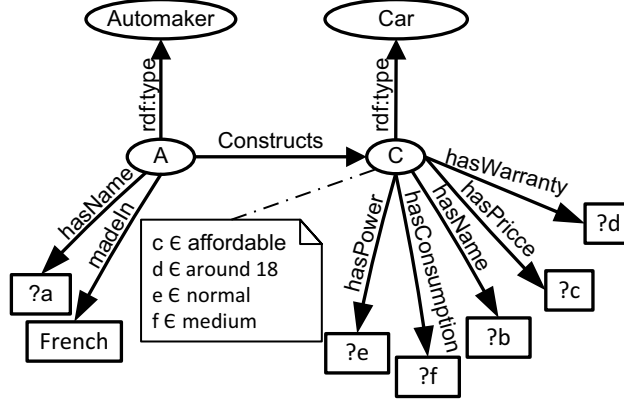 Automaker
Car
rdf:type
rdf:type
A
Constructs
C
hasName
madeIn
hasPower
hasConsumption
hasName
hasPricce
hasWarranty
c Є affordable
d Є around 18
e Є normal
f Є medium
?a
French
?e
?f
?b
?c
?d